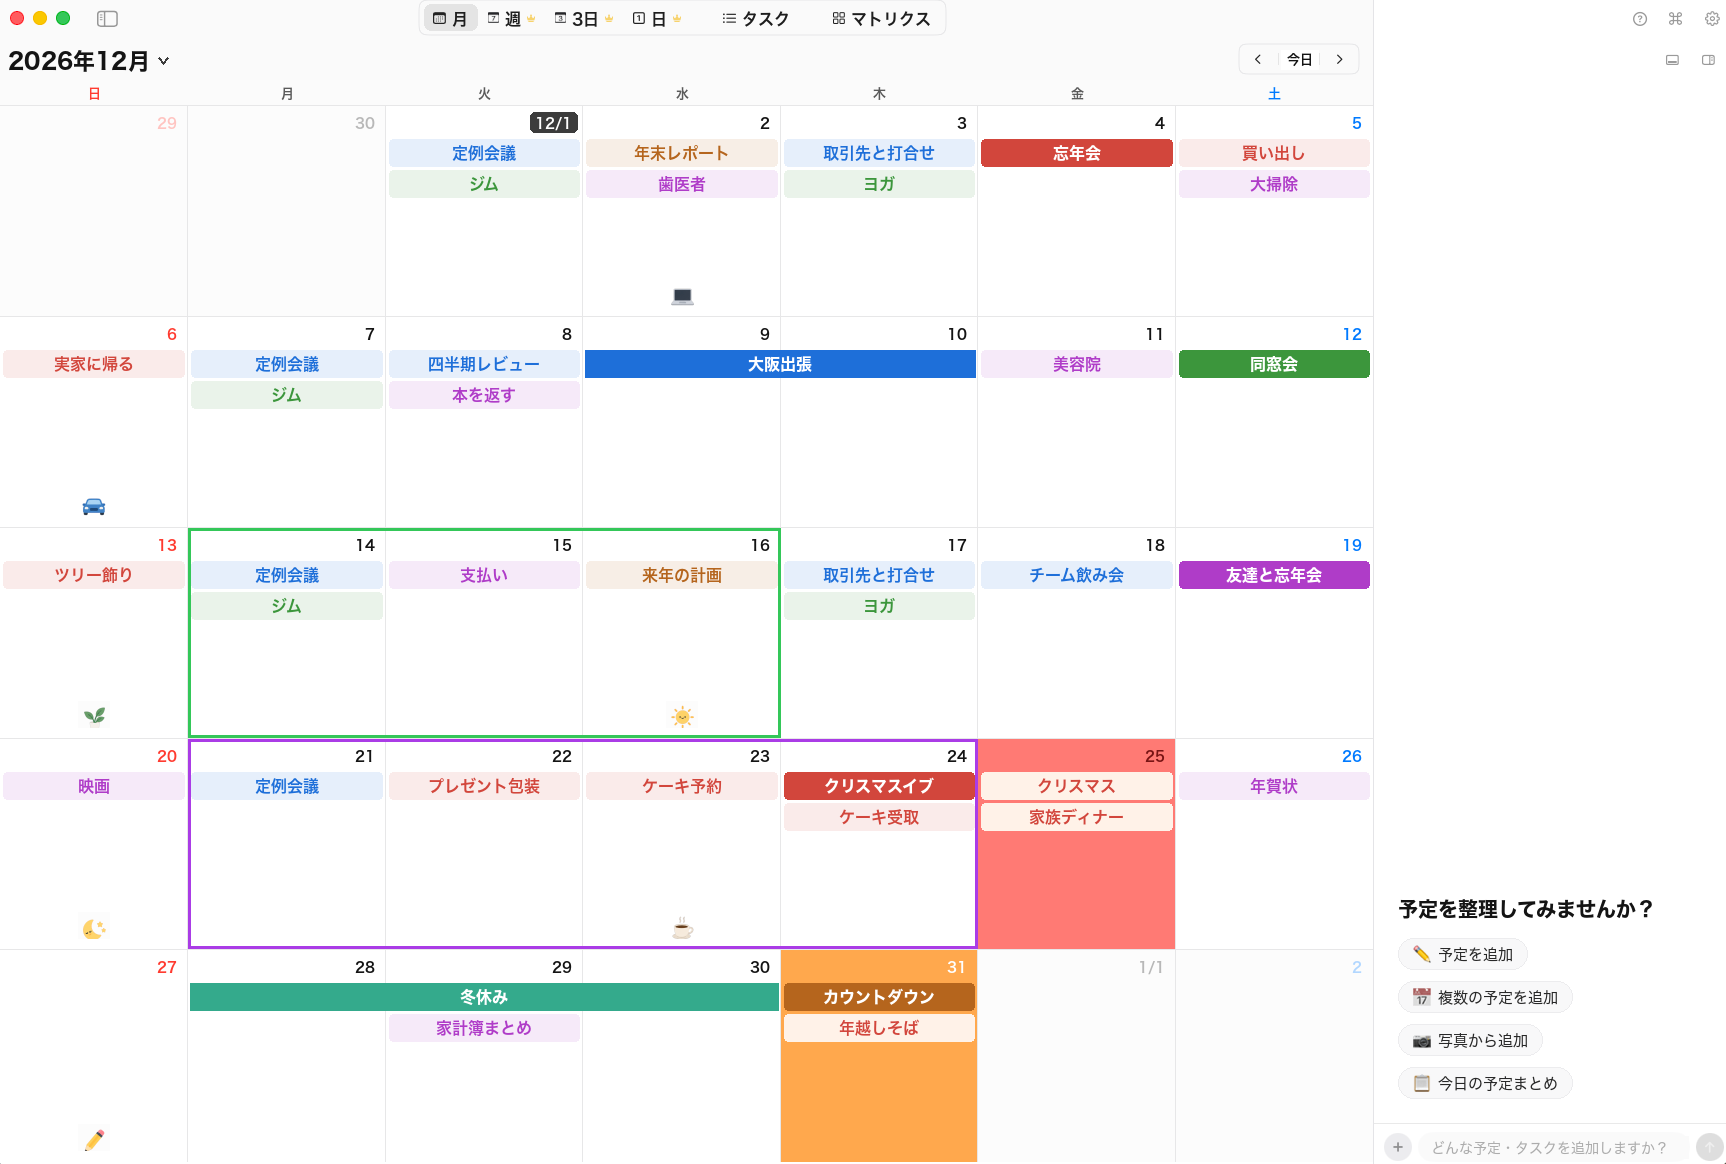 月 週 3日 日 タスク マトリクス
2026年12月
今日
日 月 火 水 木 金 土
29 30 12/1 2 3 4 5
定例会議 年末レポート 取引先と打合せ 忘年会 買い出し
ジム 歯医者 ヨガ 大掃除
6 7 8 9 10 11 12
実家に帰る 定例会議 四半期レビュー 大阪出張 美容院 同窓会
ジム 本を返す
13 14 15 16 17 18 19
ツリー飾り 定例会議 支払い 来年の計画 取引先と打合せ チーム飲み会 友達と忘年会
ジム ヨガ
20 21 22 23 24 25 26
映画 定例会議 プレゼント包装 ケーキ予約 クリスマスイブ クリスマス 年賀状
ケーキ受取 家族ディナー
27 28 29 30 31 1/1 2
冬休み カウントダウン
家計簿まとめ 年越しそば
予定を整理してみませんか？
予定を追加
複数の予定を追加
写真から追加
今日の予定まとめ
どんな予定・タスクを追加しますか？